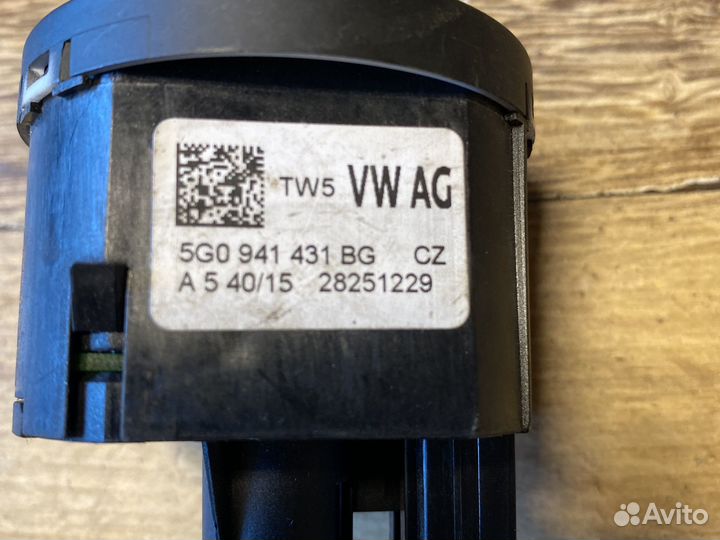 TW5 VW AG
5G0 941 431 BG CZ
A 5 40/15 28251229
Avito